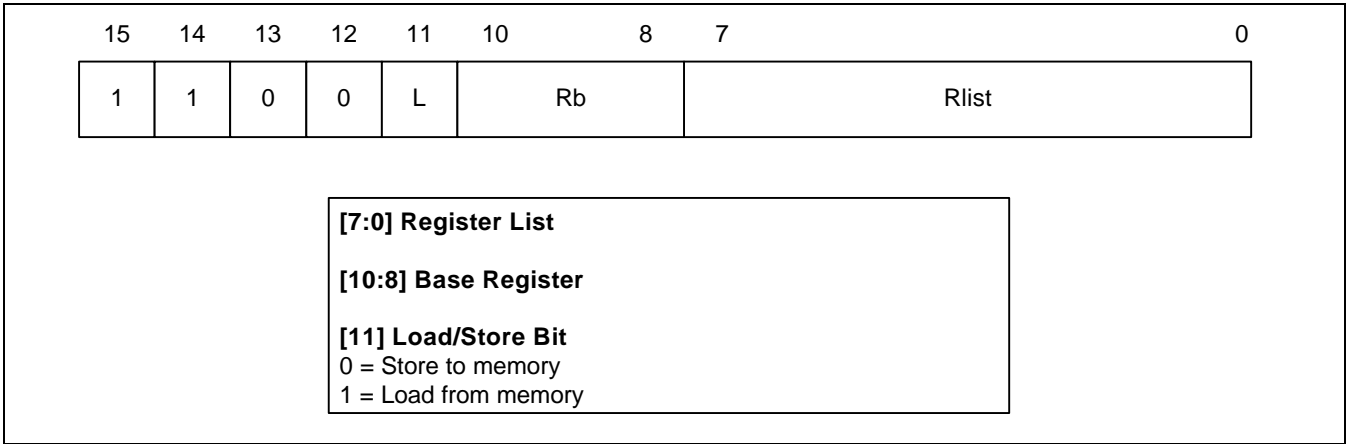 15 14 13 12 11 10 8 7 0
1 1 0 0 L Rb Rlist
[7:0] Register List
[10:8] Base Register
[11] Load/Store Bit
0 = Store to memory
1 = Load from memory